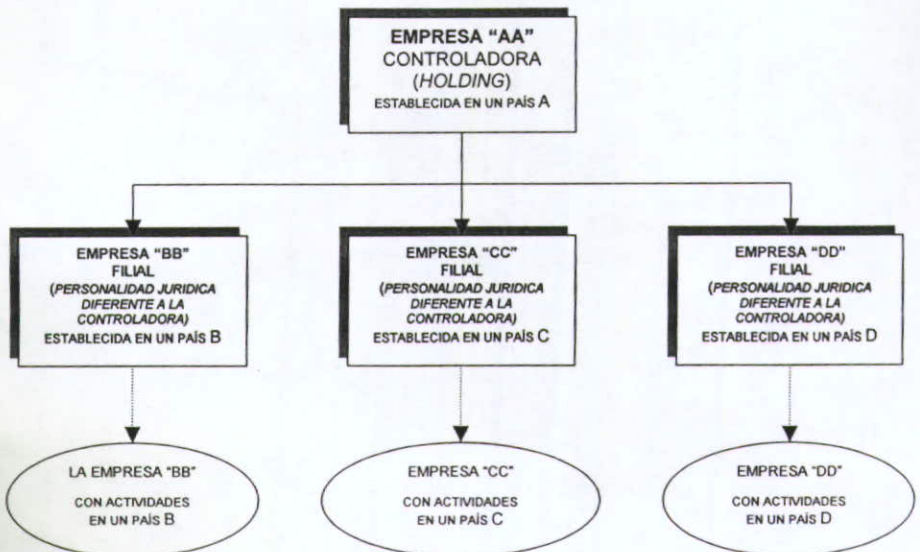 EMPRESA “AA”
CONTROLADORA
(HOLDING)
ESTABLECIDA EN UN PAÍS A
EMPRESA “BB”
FILIAL
(PERSONALIDAD JURIDICA
DIFERENTE A LA
CONTROLADORA)
ESTABLECIDA EN UN PAÍS B
EMPRESA “CC”
FILIAL
(PERSONALIDAD JURIDICA
DIFERENTE A LA
CONTROLADORA)
ESTABLECIDA EN UN PAÍS C
EMPRESA “DD”
FILIAL
(PERSONALIDAD JURIDICA
DIFERENTE A LA
CONTROLADORA)
ESTABLECIDA EN UN PAÍS D
LA EMPRESA “BB”
CON ACTIVIDADES
EN UN PAÍS B
EMPRESA “CC”
CON ACTIVIDADES
EN UN PAÍS C
EMPRESA “DD”
CON ACTIVIDADES
EN UN PAÍS D